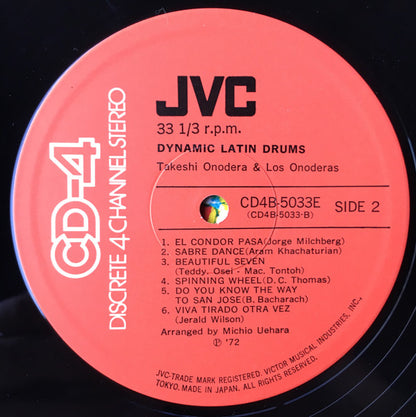 CD-4
DISCRETE 4 CHANNEL STEREO
JVC
33 1/3 r.p.m.
DYNAMIC LATIN DRUMS
Takeshi Onodera & Los Onoderas
CD4B-5033E
(CD4B-5033-B)
SIDE 2
1. EL CONDOR PASA (Jorge Milchberg)
2. SABRE DANCE (Aram Khachaturian)
3. BEAUTIFUL SEVEN
(Teddy. Osei - Mac. Tontoh)
4. SPINNING WHEEL (D.C. Thomas)
5. DO YOU KNOW THE WAY
TO SAN JOSE (B. Bacharach)
6. VIVA TIRADO OTRA VEZ
(Jerald Wilson)
Arranged by Michio Uehara
℗ '72
JVC-TRADE MARK REGISTERED. VICTOR MUSICAL INDUSTRIES, INC.,
TOKYO, MADE IN JAPAN. ALL RIGHTS RESERVED.